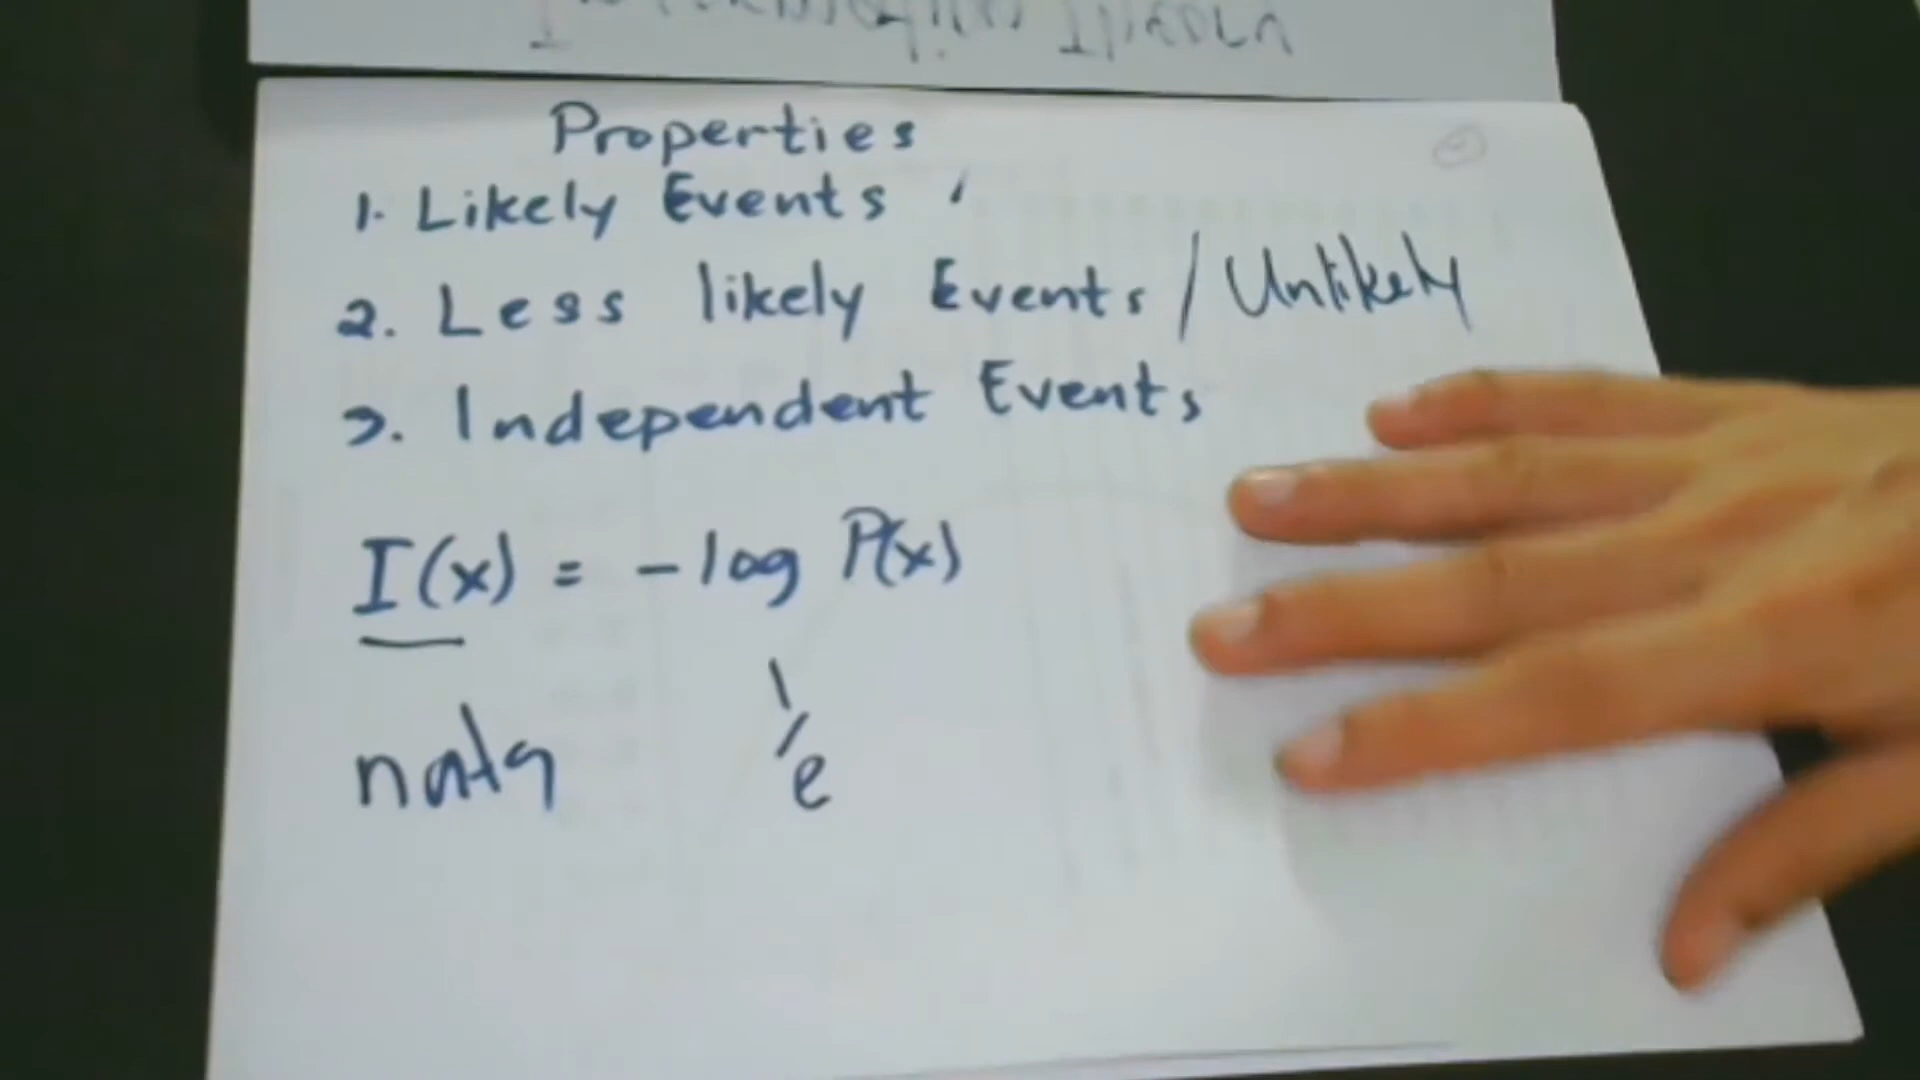 Properties
1. Likely Events
2. Less likely Events / Unlikely
3. Independent Events
I(x) = - log P(x)
1
nats /e